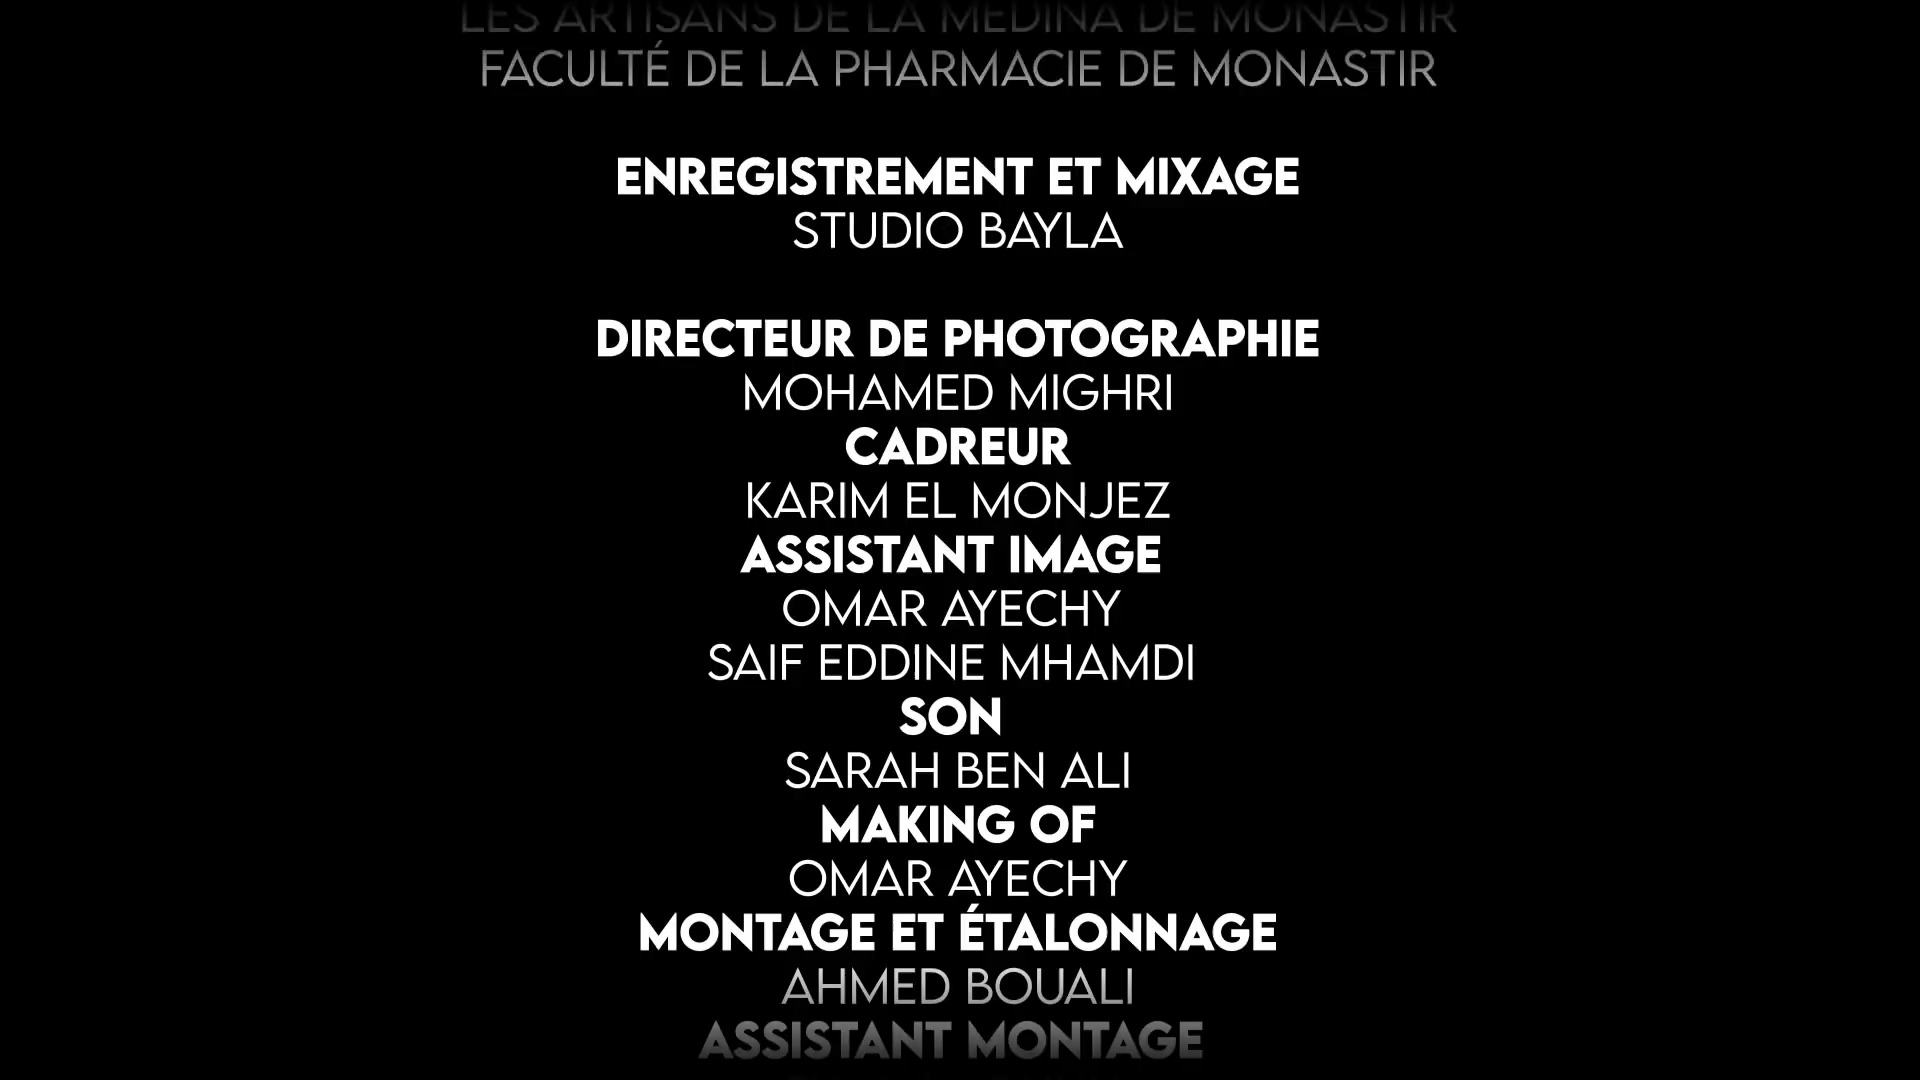 LES ARTISANS DE LA MEDINA DE MONASTIR
FACULTÉ DE LA PHARMACIE DE MONASTIR
ENREGISTREMENT ET MIXAGE
STUDIO BAYLA
DIRECTEUR DE PHOTOGRAPHIE
MOHAMED MIGHRI
CADREUR
KARIM EL MONJEZ
ASSISTANT IMAGE
OMAR AYECHY
SAIF EDDINE MHAMDI
SON
SARAH BEN ALI
MAKING OF
OMAR AYECHY
MONTAGE ET ÉTALONNAGE
AHMED BOUALI
ASSISTANT MONTAGE